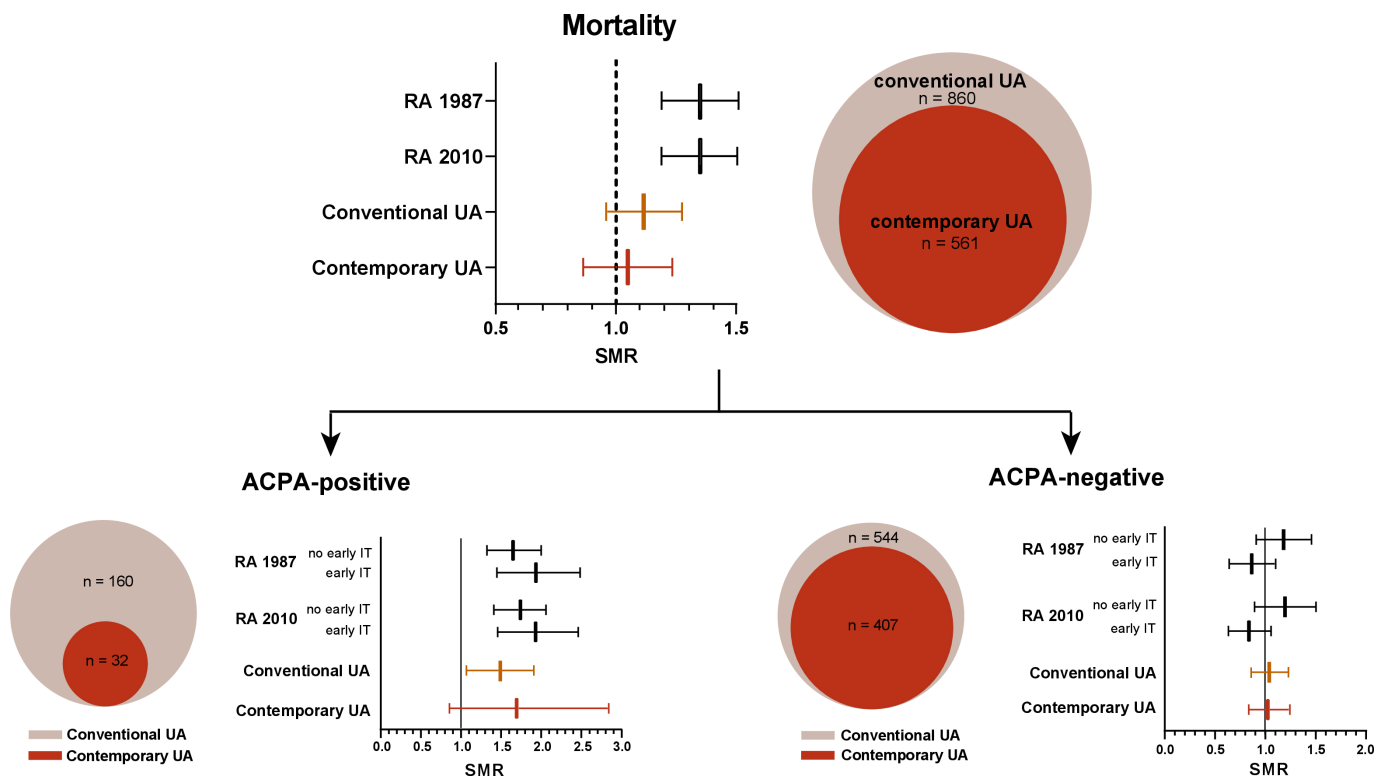 Mortality
RA 1987
RA 2010
Conventional UA
Contemporary UA
0.5 1.0 1.5
SMR
conventional UA
n = 860
contemporary UA
n = 561
ACPA-positive
n = 160
n = 32
Conventional UA
Contemporary UA
RA 1987
no early IT
early IT
RA 2010
no early IT
early IT
Conventional UA
Contemporary UA
0.0 0.5 1.0 1.5 2.0 2.5 3.0
SMR
ACPA-negative
n = 544
n = 407
Conventional UA
Contemporary UA
RA 1987
no early IT
early IT
RA 2010
no early IT
early IT
Conventional UA
Contemporary UA
0.0 0.5 1.0 1.5 2.0
SMR